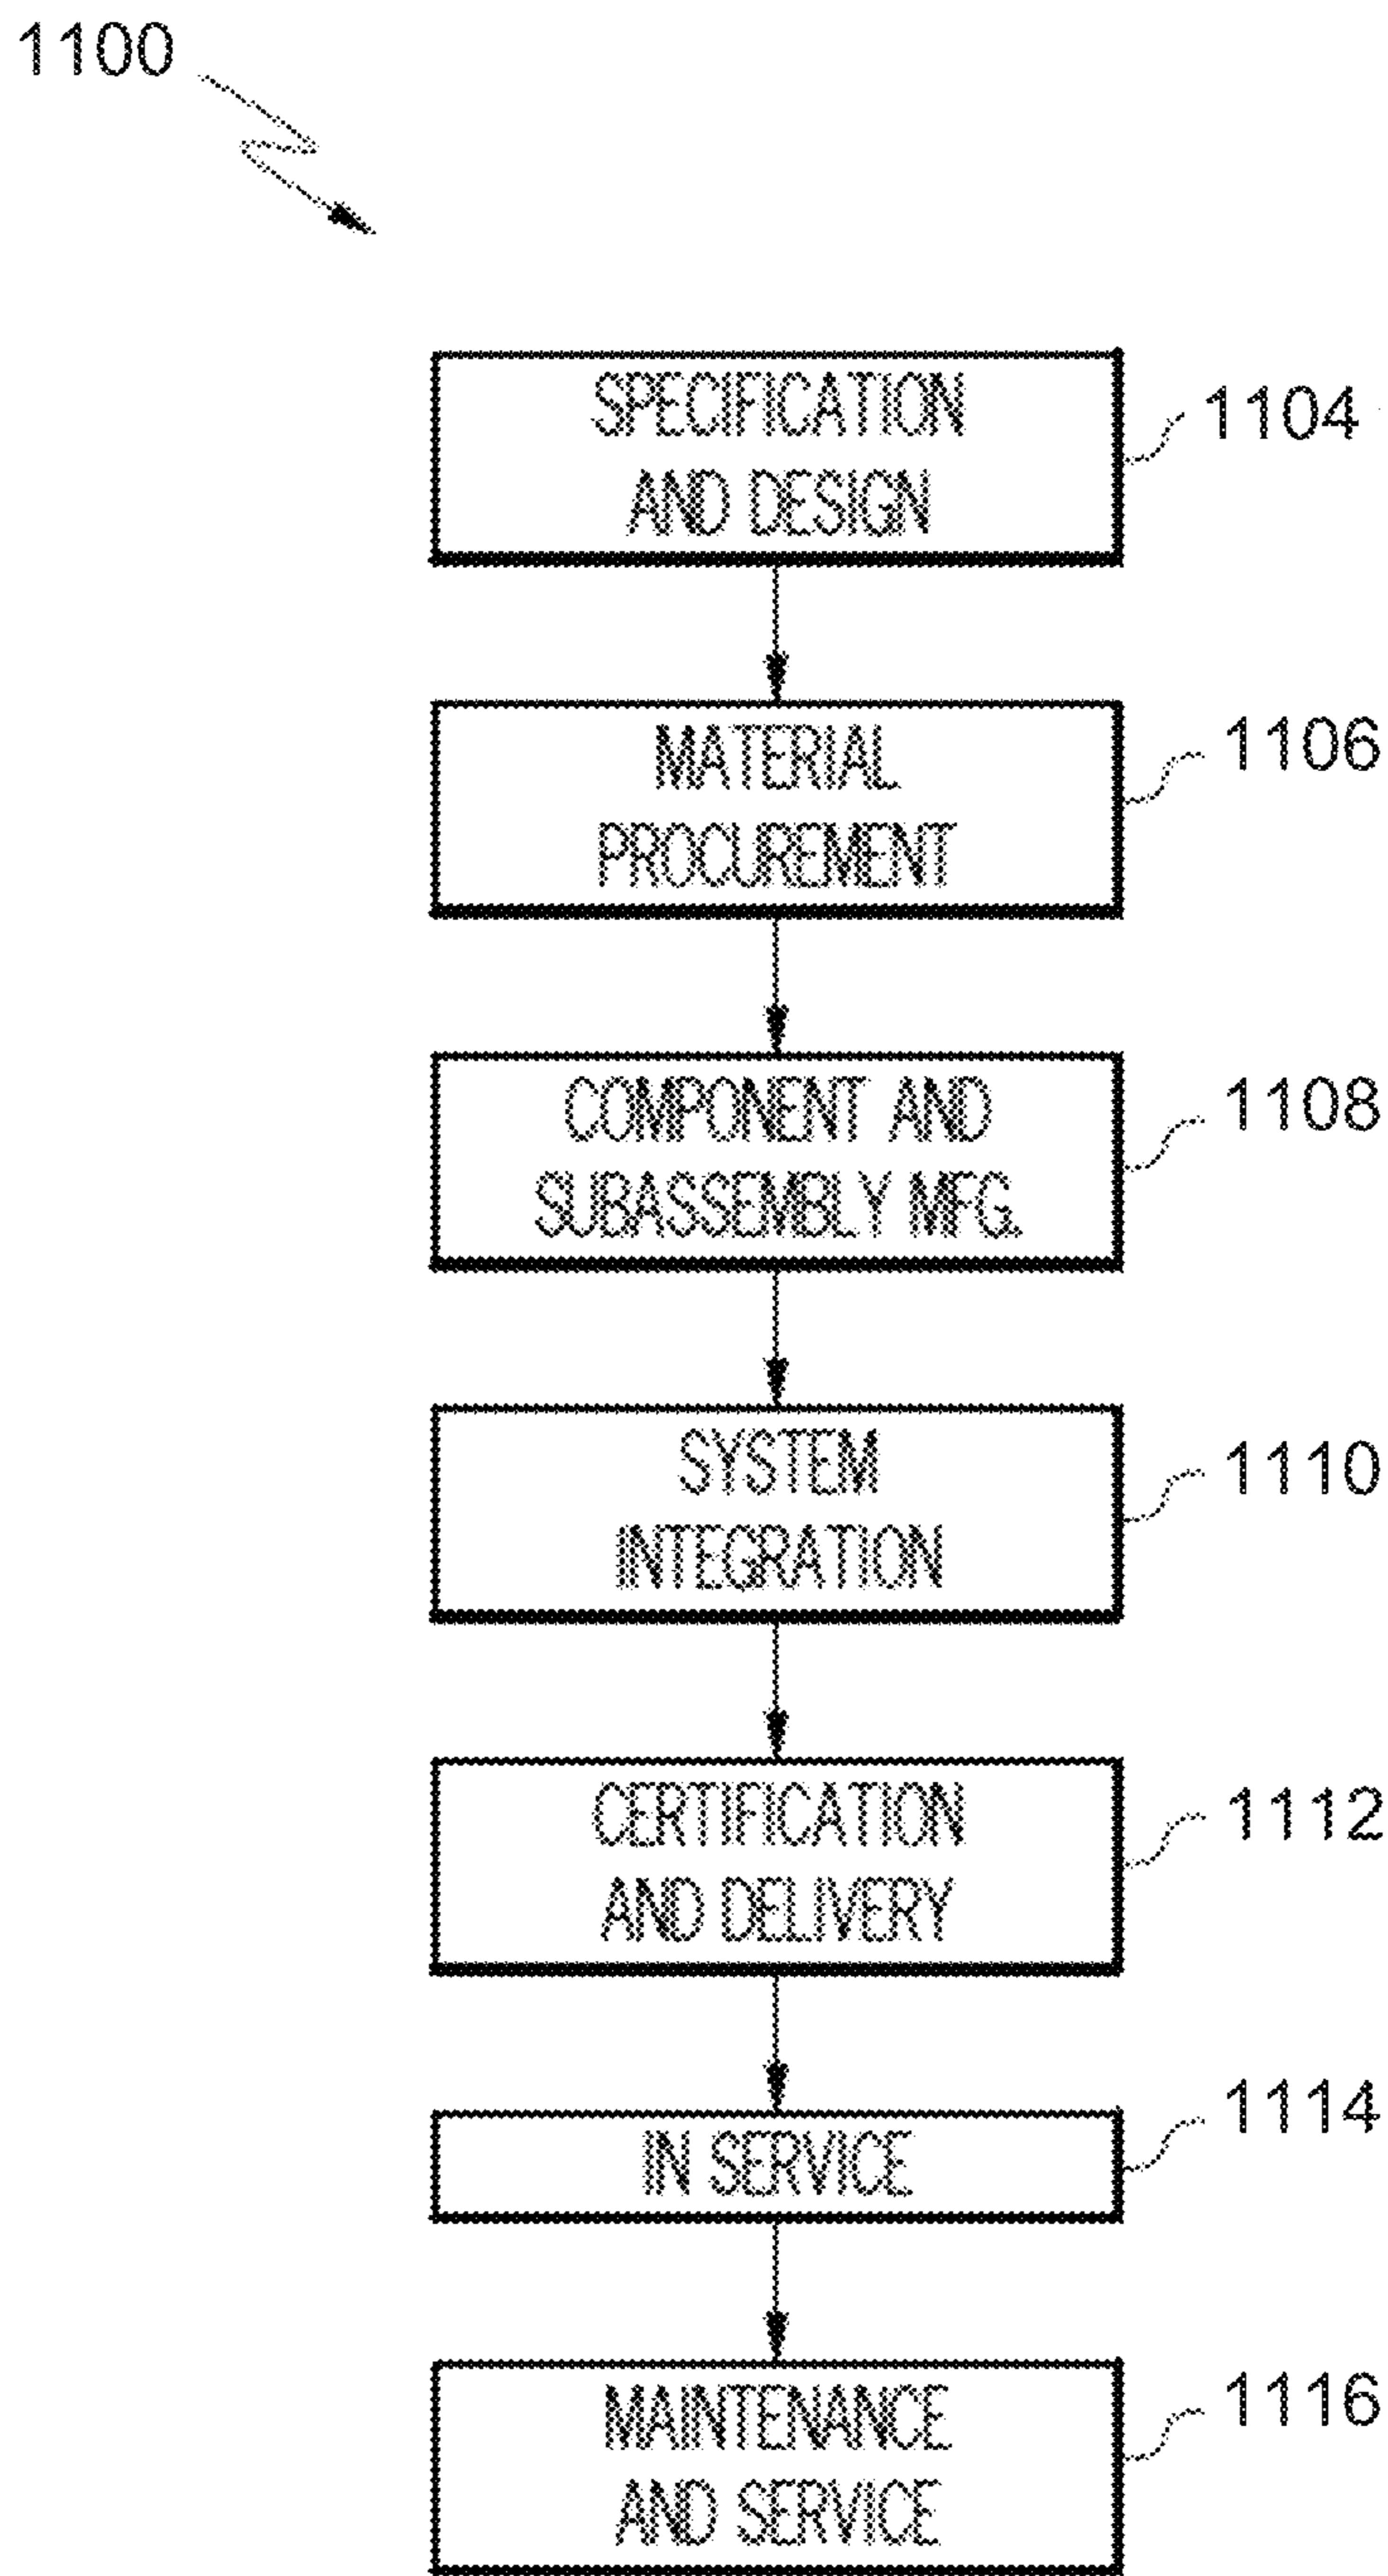 1100
SPECIFICATION
AND DESIGN
1104
MATERIAL
PROCUREMENT
1106
COMPONENT AND
SUBASSEMBLY MFG.
1108
SYSTEM
INTEGRATION
1110
CERTIFICATION
AND DELIVERY
1112
IN SERVICE
1114
MAINTENANCE
AND SERVICE
1116